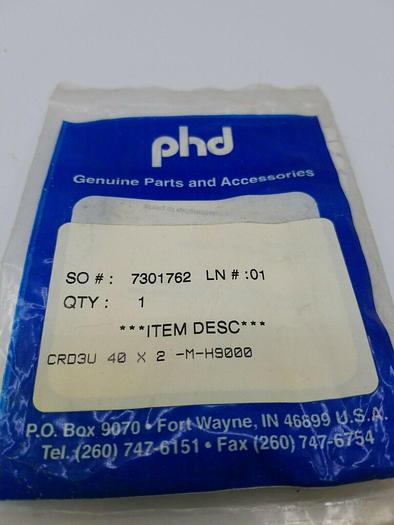 phd
Genuine Parts and Accessories
SO #: 7301762 LN #:01
QTY: 1
***ITEM DESC***
CRD3U 40 X 2 -M-H9000
P.O. Box 9070 • Fort Wayne, IN 46899 U.S.A.
Tel. (260) 747-6151 • Fax (260) 747-6754